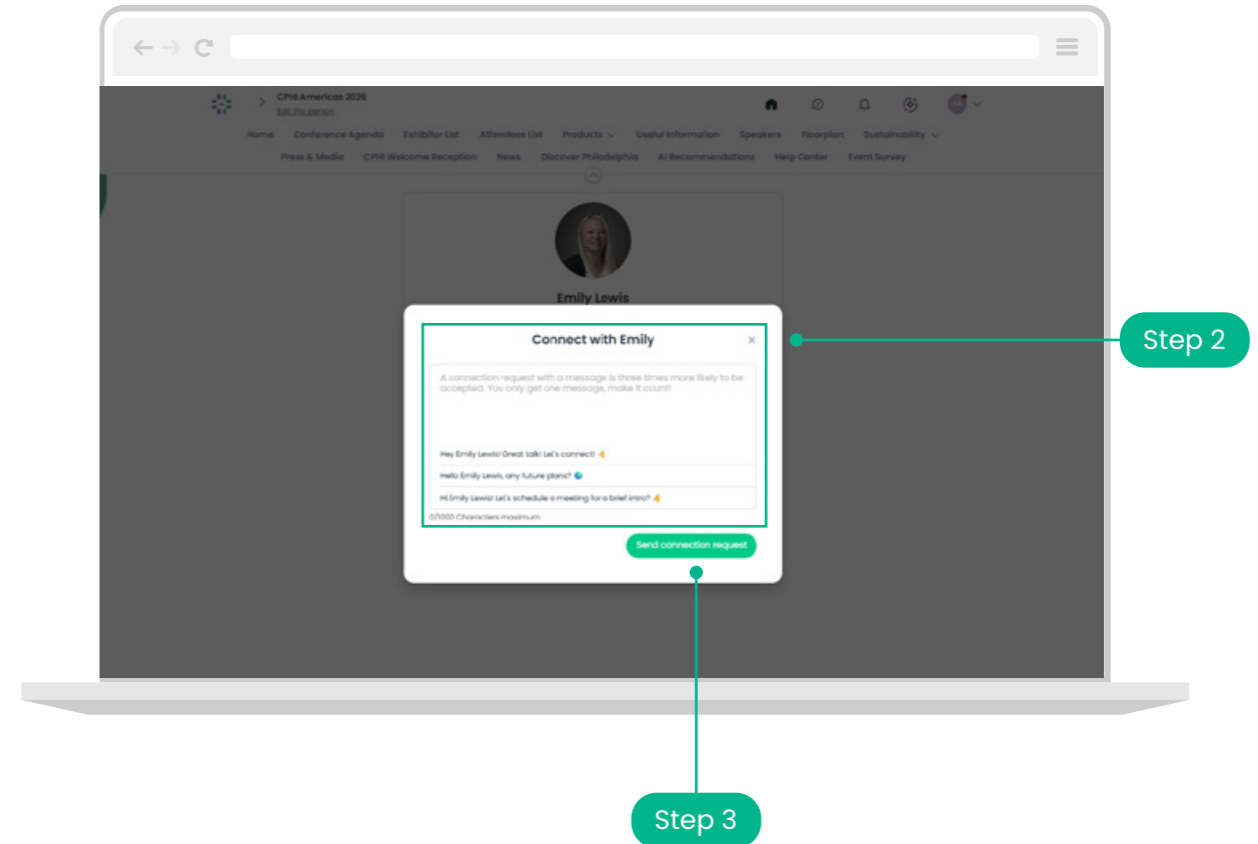 CPHI Americas 2026
Edit this person
Home Conference Agenda Exhibitor List Attendees List Products Useful Information Speakers Floorplan Sustainability
Press & Media CPHI Welcome Reception News Discover Philadelphia AI Recommendations Help Center Event Survey
Emily Lewis
Connect with Emily
A connection request with a message is three times more likely to be
accepted. You only get one message, make it count!
Hey Emily Lewis! Great talk! Let's connect! 🤙
Hello Emily Lewis, any future plans? 🌎
Hi Emily Lewis! Let's schedule a meeting for a brief intro? 🤙
0/1000 Characters maximum
Send connection request
Step 2
Step 3